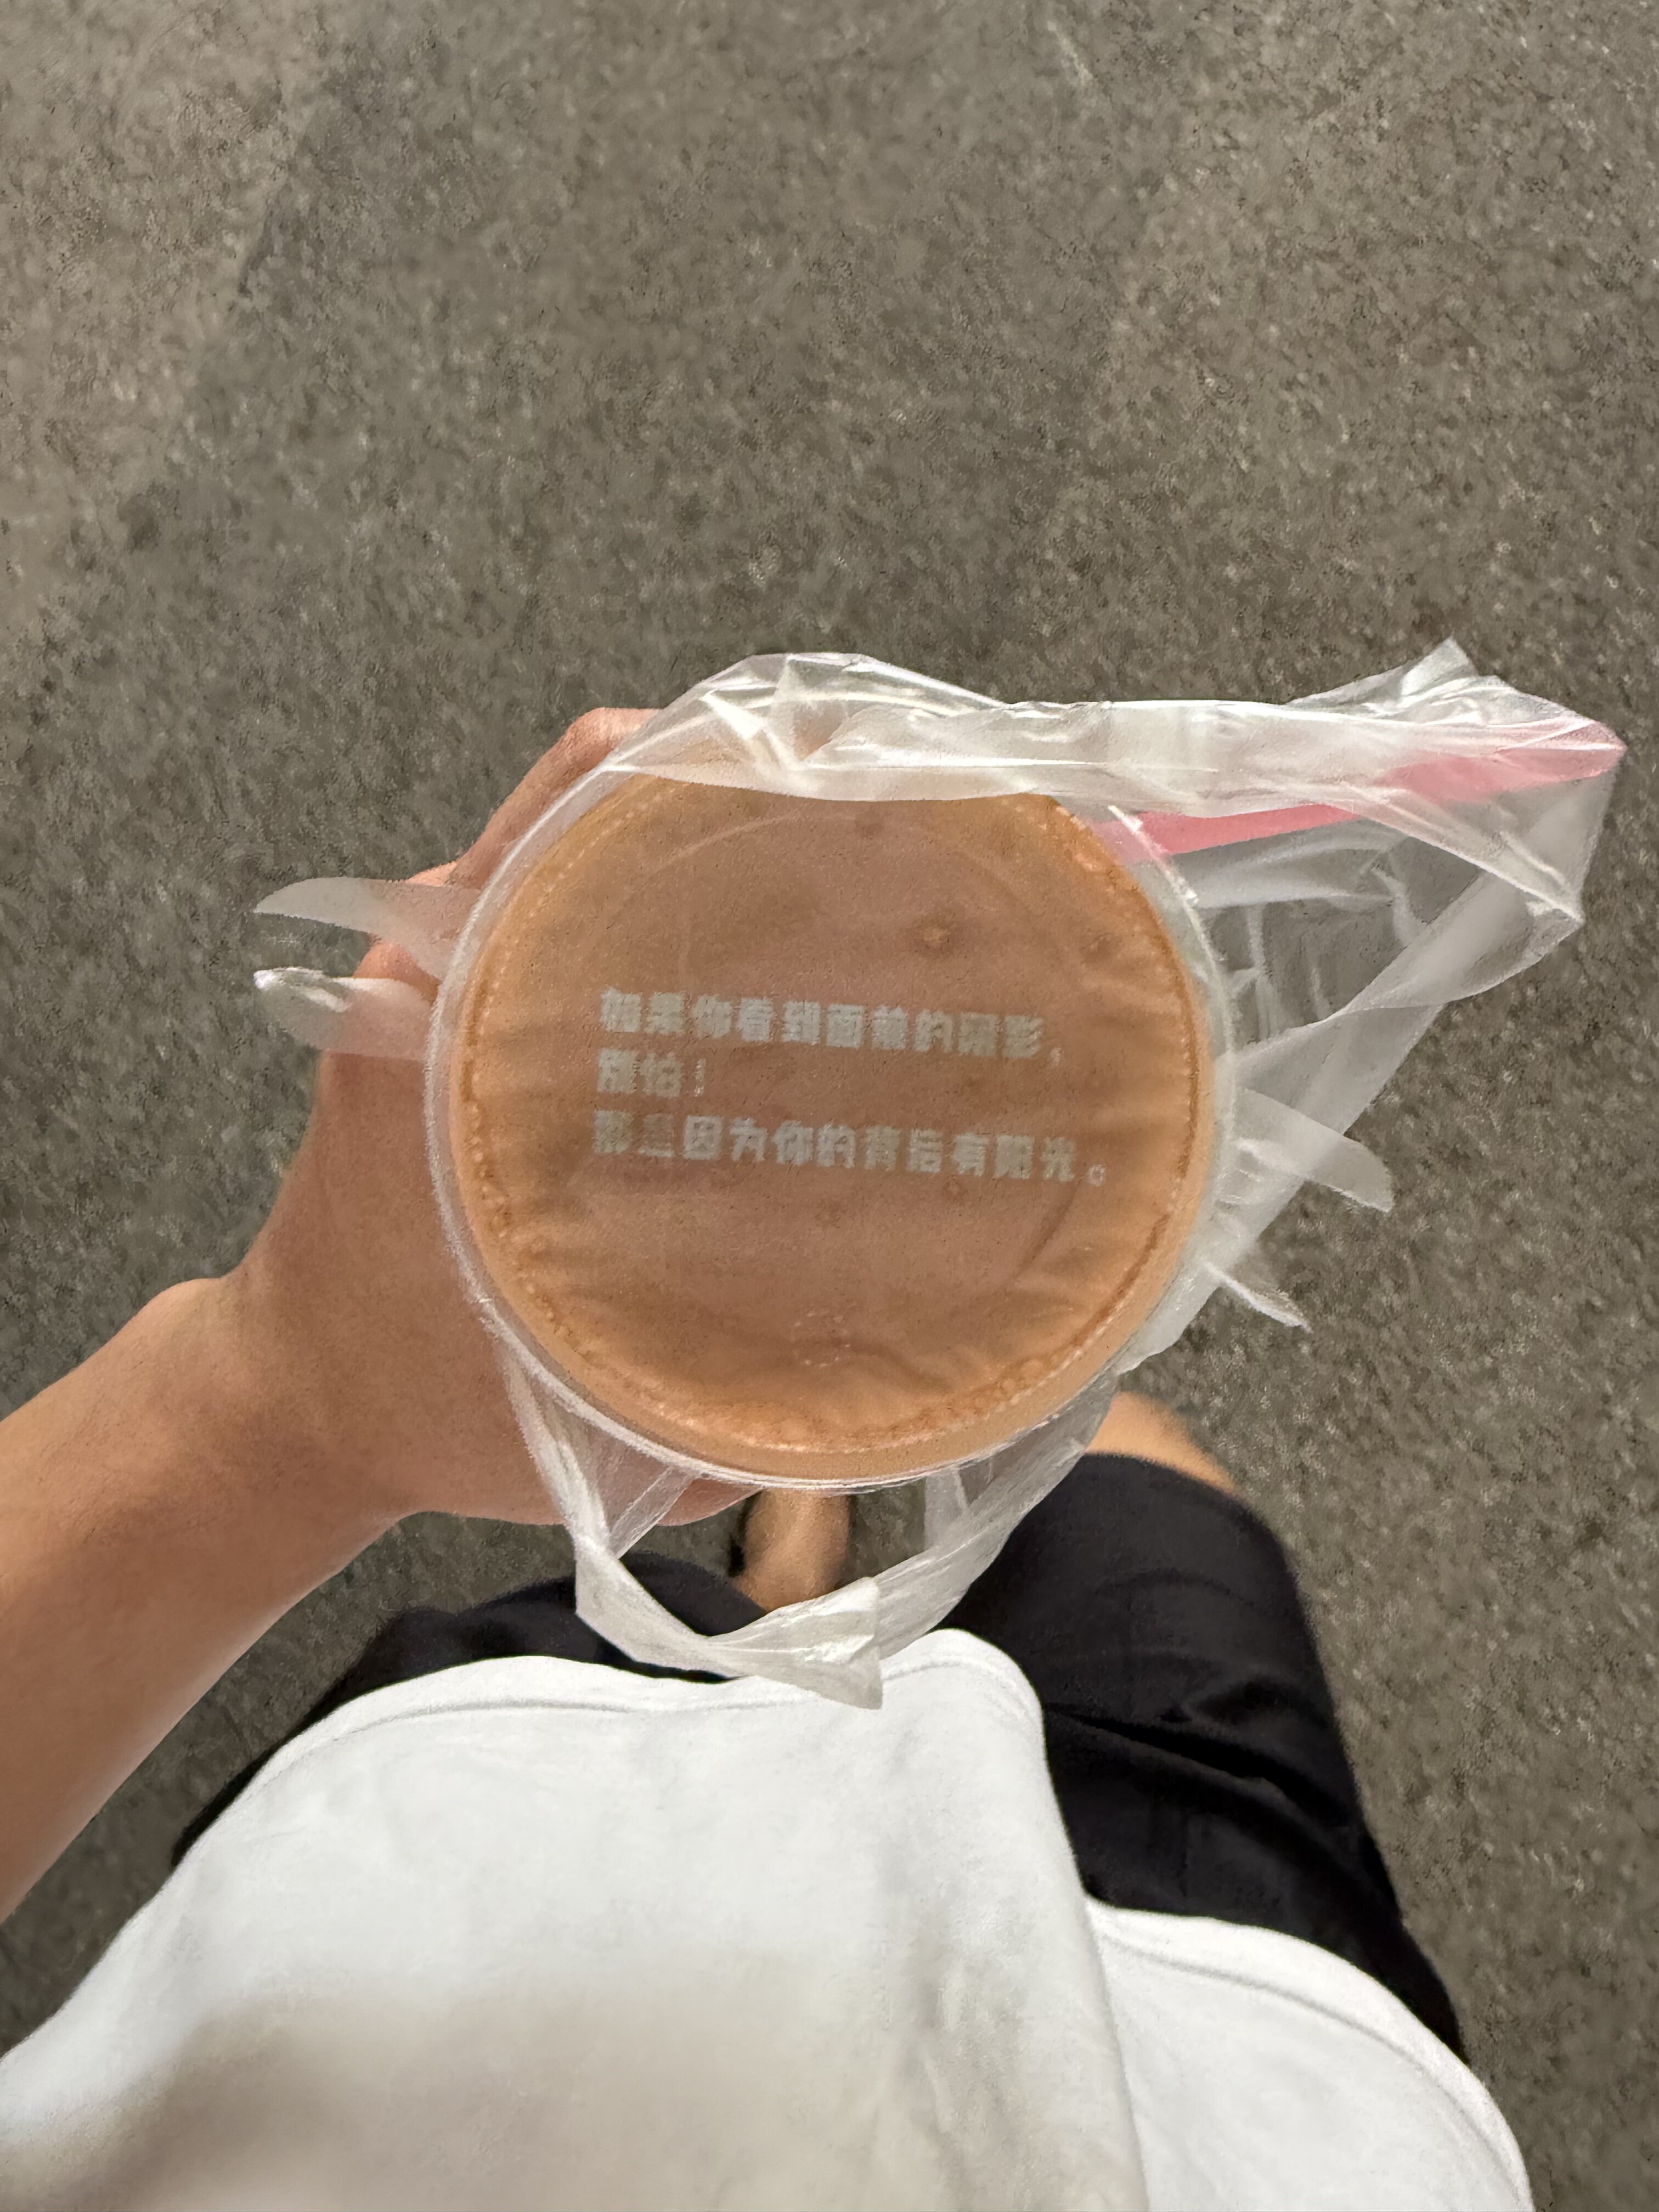 如果你看到面前的阴影，
别怕！
那是因为你的背后有阳光。